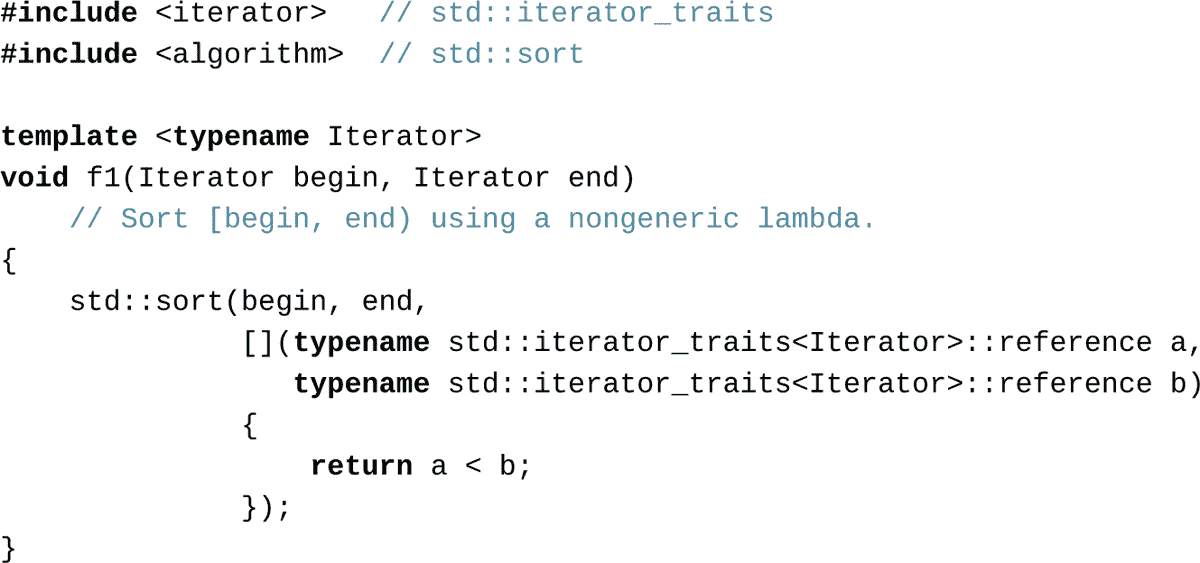 #include <iterator>   // std::iterator_traits
#include <algorithm>  // std::sort

template <typename Iterator>
void f1(Iterator begin, Iterator end)
    // Sort [begin, end) using a nongeneric lambda.
{
    std::sort(begin, end,
              [](typename std::iterator_traits<Iterator>::reference a,
                 typename std::iterator_traits<Iterator>::reference b)
              {
                  return a < b;
              });
}